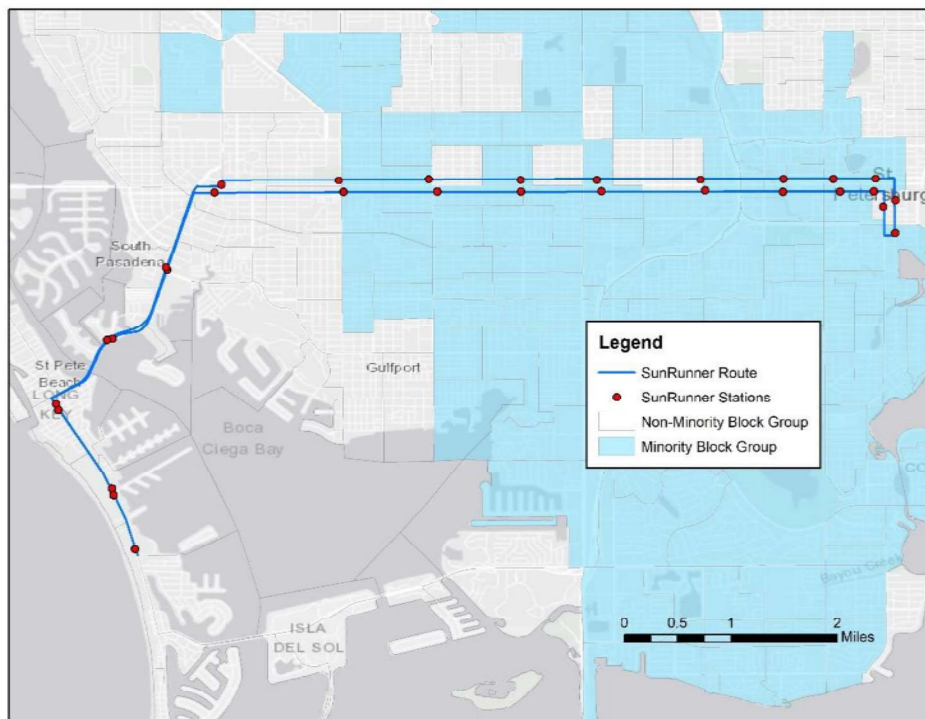 St.
Petersburg
South
Pasadena
St Pete
Beach
LONG
KEY
Gulfport
Boca
Ciega Bay
Legend
SunRunner Route
SunRunner Stations
Non-Minority Block Group
Minority Block Group
Bayou Creek
ISLA
DEL SOL
0 0.5 1 2
Miles